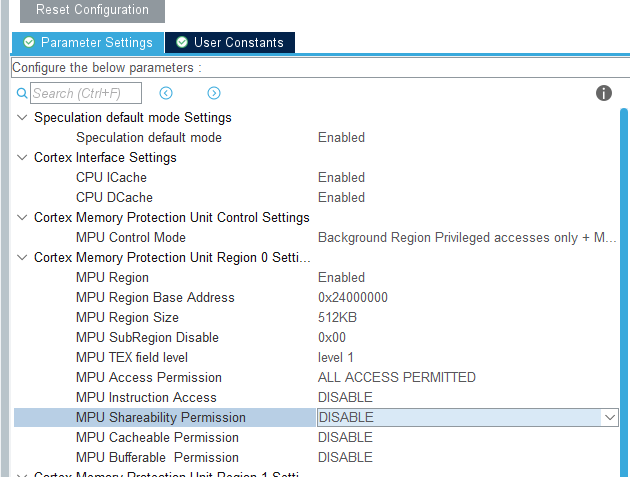 Reset Configuration
Parameter Settings User Constants
Configure the below parameters :
Search (Ctrl+F)
Speculation default mode Settings
Speculation default mode Enabled
Cortex Interface Settings
CPU ICache Enabled
CPU DCache Enabled
Cortex Memory Protection Unit Control Settings
MPU Control Mode Background Region Privileged accesses only + M...
Cortex Memory Protection Unit Region 0 Setti...
MPU Region Enabled
MPU Region Base Address 0x24000000
MPU Region Size 512KB
MPU SubRegion Disable 0x00
MPU TEX field level level 1
MPU Access Permission ALL ACCESS PERMITTED
MPU Instruction Access DISABLE
MPU Shareability Permission DISABLE
MPU Cacheable Permission DISABLE
MPU Bufferable Permission DISABLE
Cortex Memory Protection Unit Region 1 Setti...